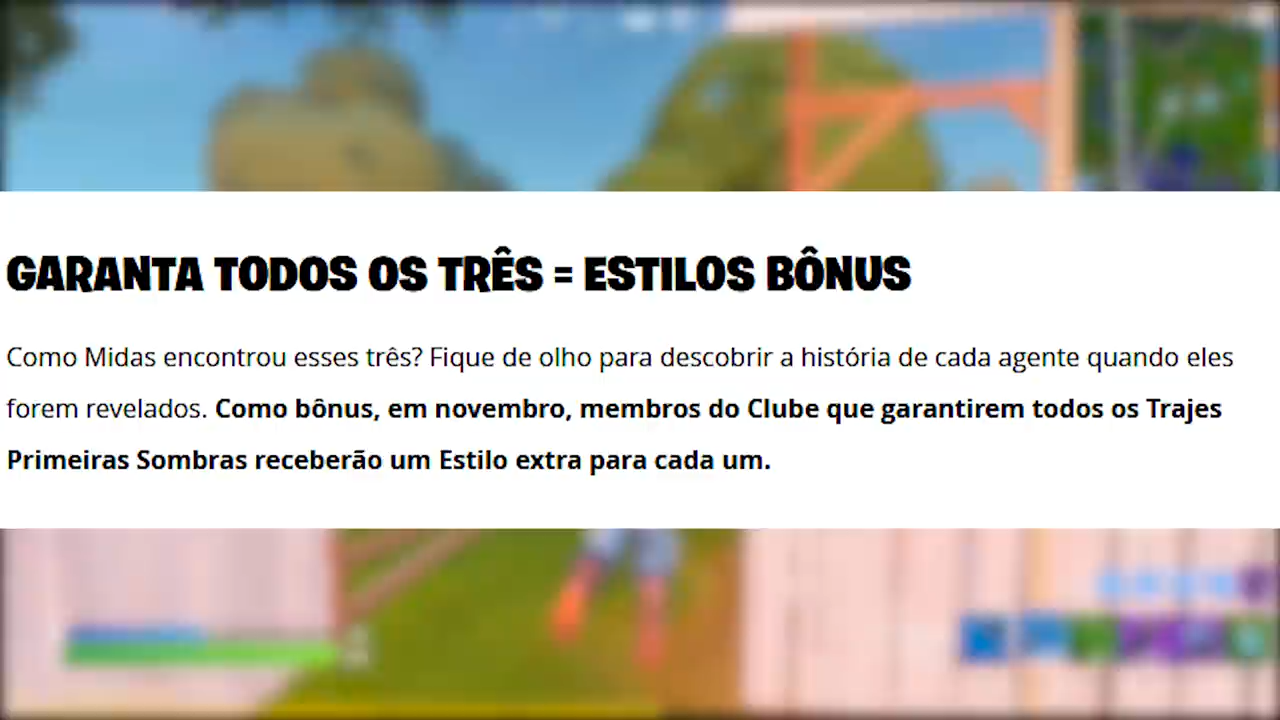 GARANTA TODOS OS TRÊS = ESTILOS BÔNUS
Como Midas encontrou esses três? Fique de olho para descobrir a história de cada agente quando eles
forem revelados. Como bônus, em novembro, membros do Clube que garantirem todos os Trajes
Primeiras Sombras receberão um Estilo extra para cada um.